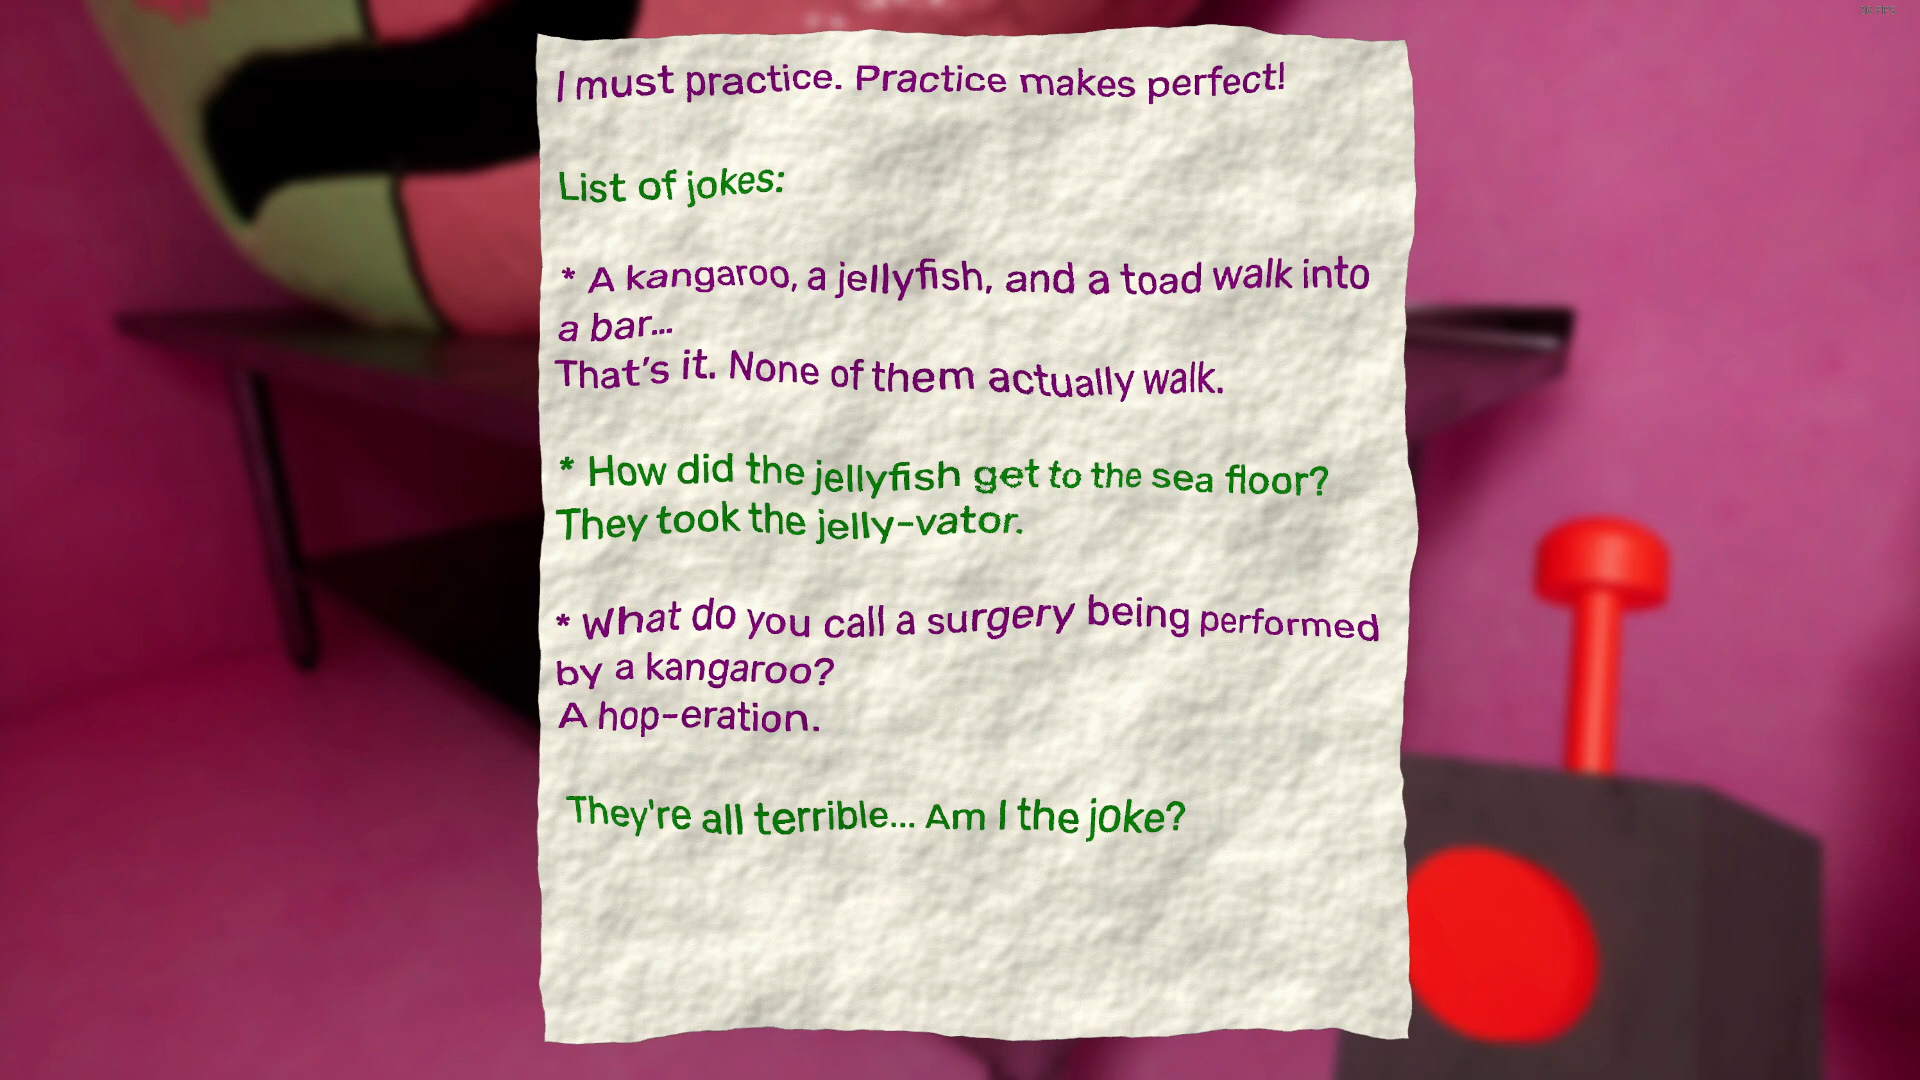 I must practice. Practice makes perfect!
List of jokes:
* A kangaroo, a jellyfish, and a toad walk into
a bar...
That's it. None of them actually walk.
* How did the jellyfish get to the sea floor?
They took the jelly-vator.
* What do you call a surgery being performed
by a kangaroo?
A hop-eration.
They're all terrible... Am I the joke?